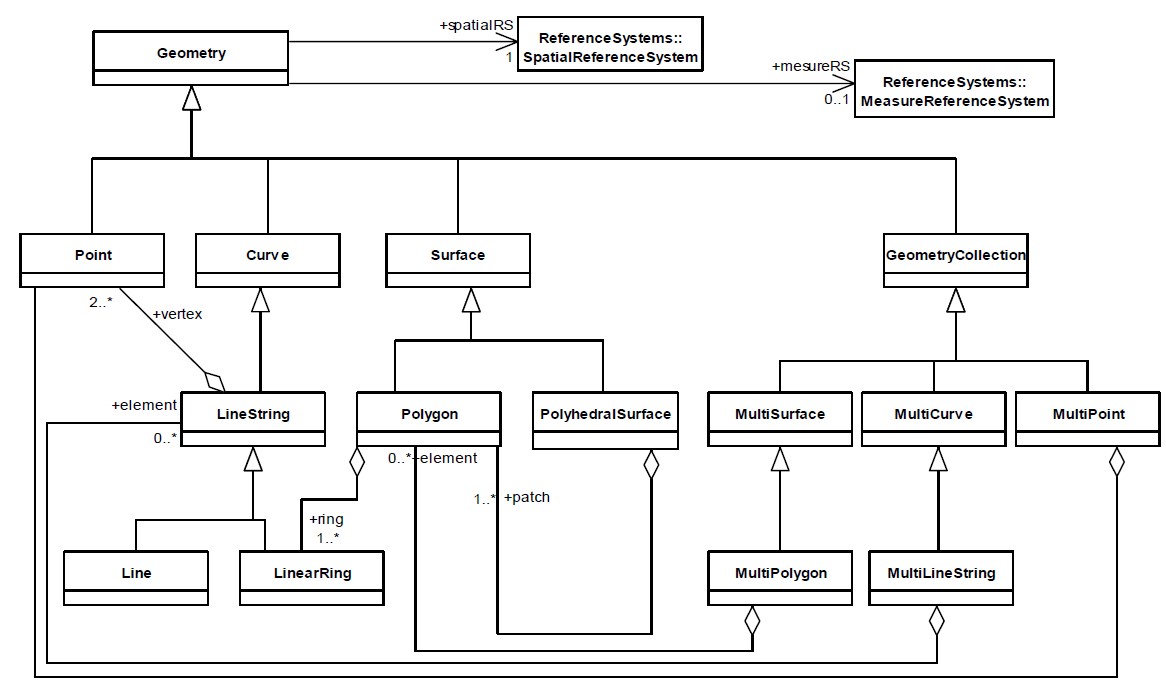 +spatialRS
Geometry
1
ReferenceSystems::
SpatialReferenceSystem
+mesureRS
0..1
ReferenceSystems::
MeasureReferenceSystem
Point
Curve
Surface
GeometryCollection
2..*
+vertex
+element
0..*
LineString
Polygon
PolyhedralSurface
MultiSurface
MultiCurve
MultiPoint
0..*
+element
1..*
+patch
+ring
1..*
Line
LinearRing
MultiPolygon
MultiLineString